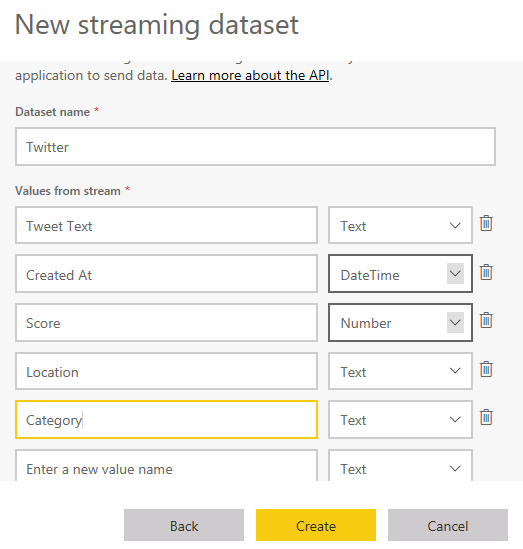 New streaming dataset
application to send data. Learn more about the API.
Dataset name *
Twitter
Values from stream *
Tweet Text Text
Created At DateTime
Score Number
Location Text
Category Text
Enter a new value name Text
Back Create Cancel